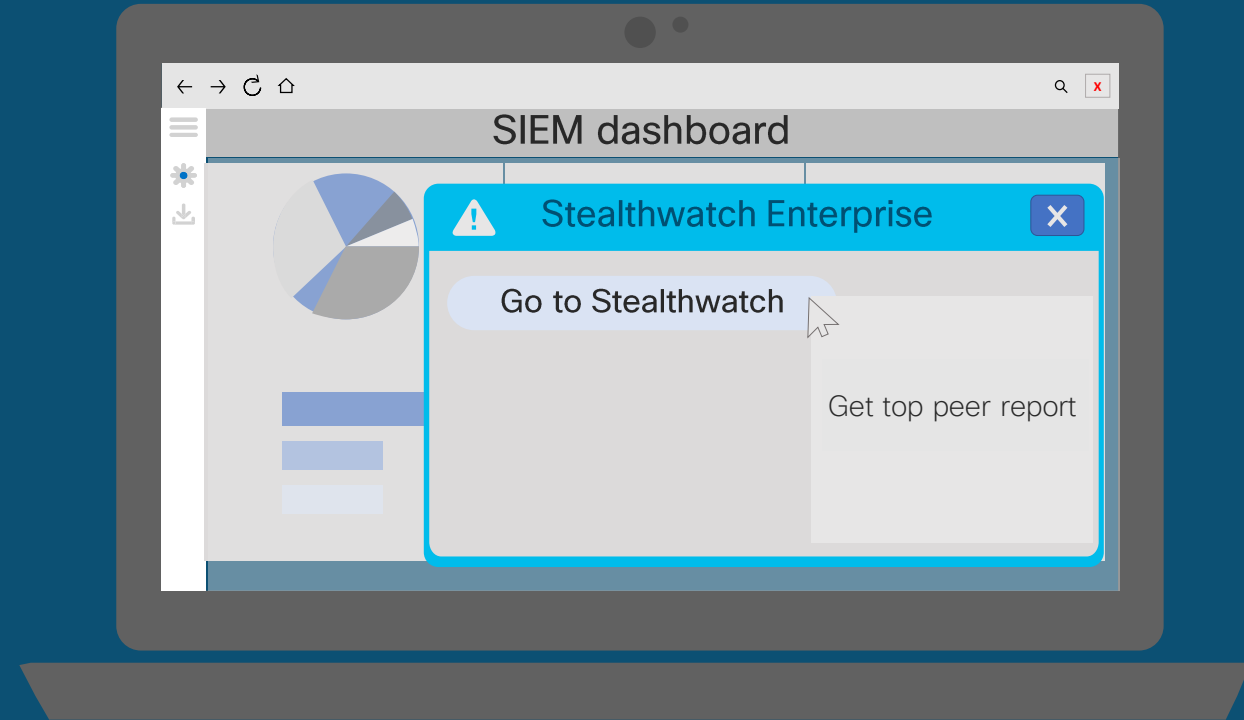 x
SIEM dashboard
Stealthwatch Enterprise
Go to Stealthwatch
Get top peer report